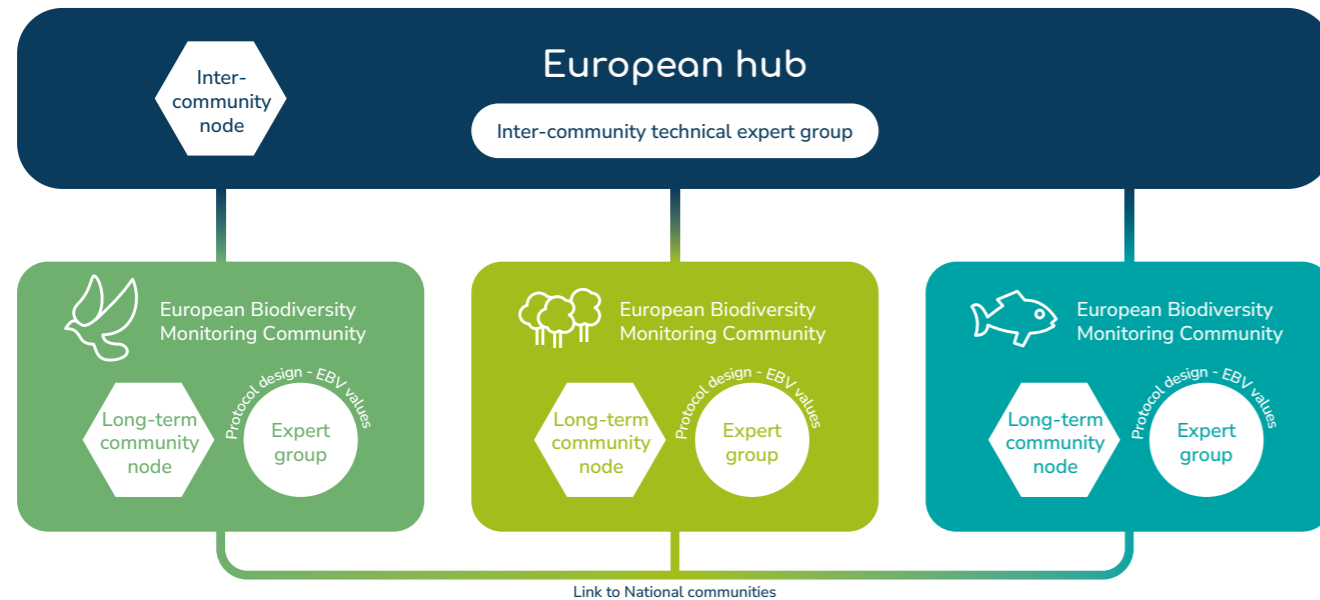 European hub
Inter-
community
node
Inter-community technical expert group
European Biodiversity
Monitoring Community
Long-term
community
node
Protocol design - EBV values
Expert
group
European Biodiversity
Monitoring Community
Long-term
community
node
Protocol design - EBV values
Expert
group
European Biodiversity
Monitoring Community
Long-term
community
node
Protocol design - EBV values
Expert
group
Link to National communities